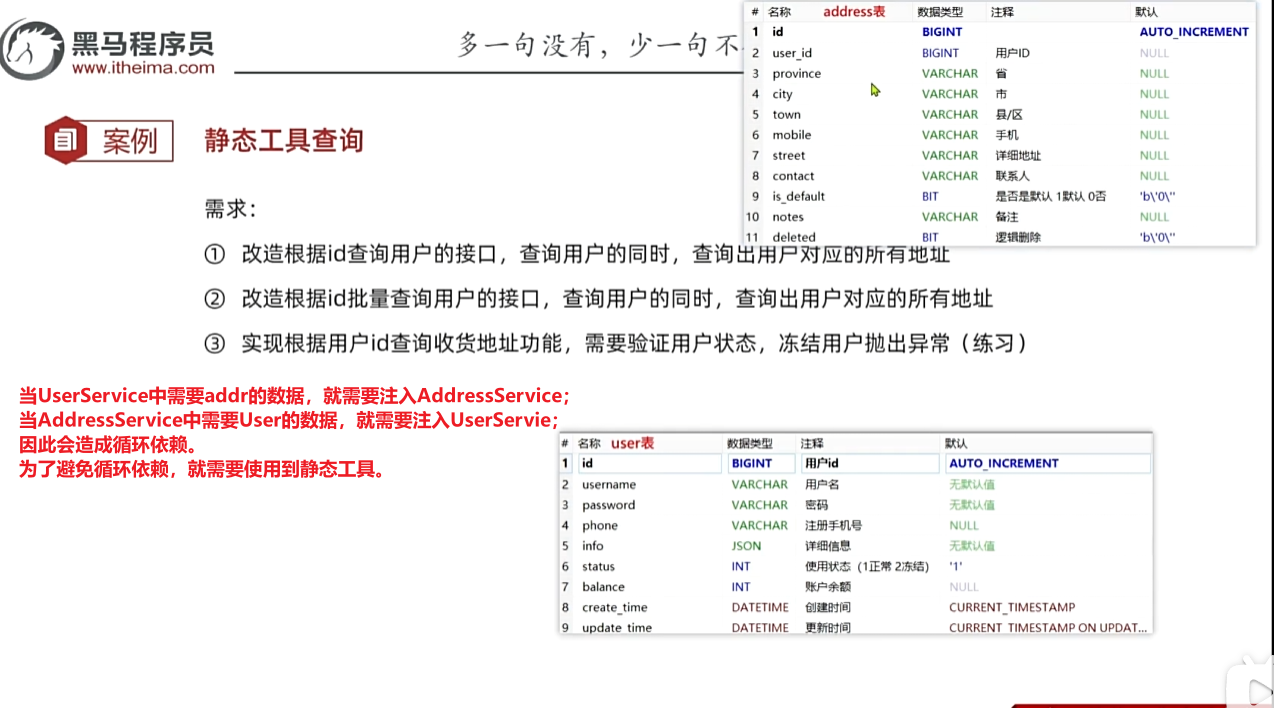 黑马程序员
www.itheima.com
多一句没有，少一句不
案例
静态工具查询
# 名称 address表 数据类型 注释 默认
1 id BIGINT AUTO_INCREMENT
2 user_id BIGINT 用户ID NULL
3 province VARCHAR 省 NULL
4 city VARCHAR 市 NULL
5 town VARCHAR 县/区 NULL
6 mobile VARCHAR 手机 NULL
7 street VARCHAR 详细地址 NULL
8 contact VARCHAR 联系人 NULL
9 is_default BIT 是否是默认 1默认 0否 'b\'0\''
10 notes VARCHAR 备注 NULL
11 deleted BIT 逻辑删除 'b\'0\''
需求：
① 改造根据id查询用户的接口，查询用户的同时，查询出用户对应的所有地址
② 改造根据id批量查询用户的接口，查询用户的同时，查询出用户对应的所有地址
③ 实现根据用户id查询收货地址功能，需要验证用户状态，冻结用户抛出异常（练习）
当UserService中需要addr的数据，就需要注入AddressService；
当AddressService中需要User的数据，就需要注入UserServie；
因此会造成循环依赖。
为了避免循环依赖，就需要使用到静态工具。
# 名称 user表 数据类型 注释 默认
1 id BIGINT 用户id AUTO_INCREMENT
2 username VARCHAR 用户名 无默认值
3 password VARCHAR 密码 无默认值
4 phone VARCHAR 注册手机号 NULL
5 info JSON 详细信息 无默认值
6 status INT 使用状态（1正常 2冻结） '1'
7 balance INT 账户余额 NULL
8 create_time DATETIME 创建时间 CURRENT_TIMESTAMP
9 update_time DATETIME 更新时间 CURRENT_TIMESTAMP ON UPDAT...